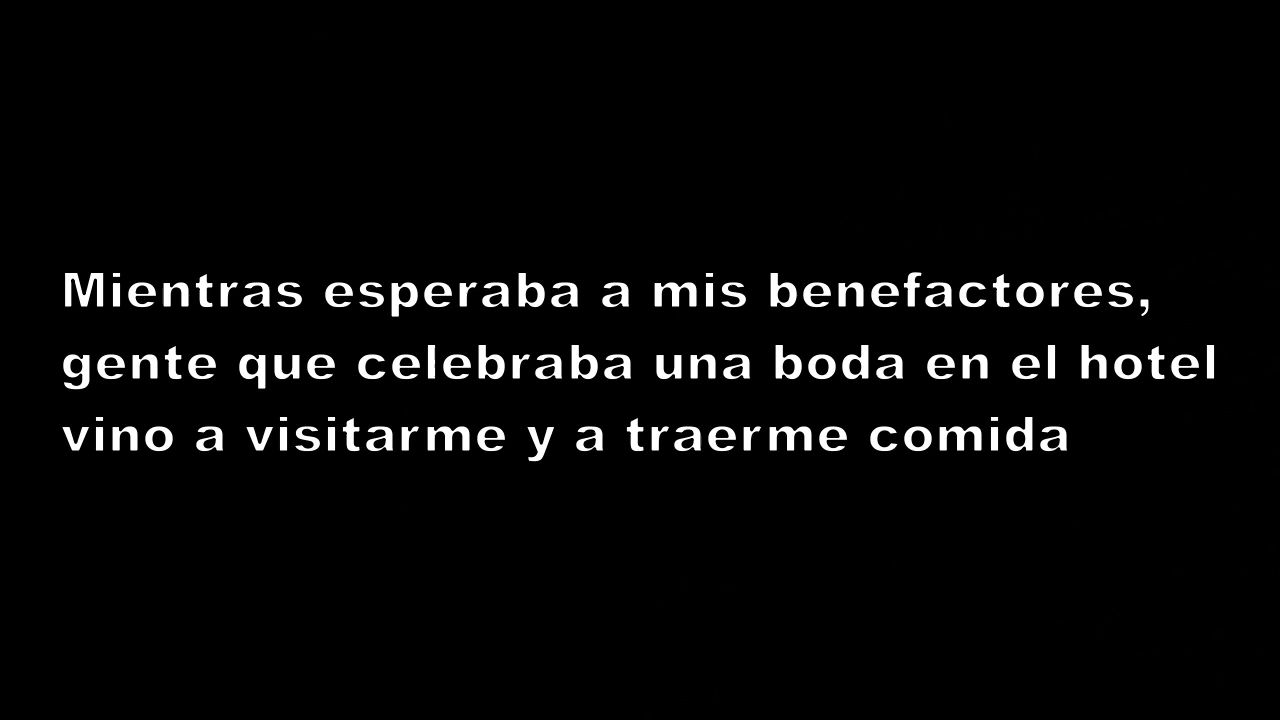 Mientras esperaba a mis benefactores,
gente que celebraba una boda en el hotel
vino a visitarme y a traerme comida